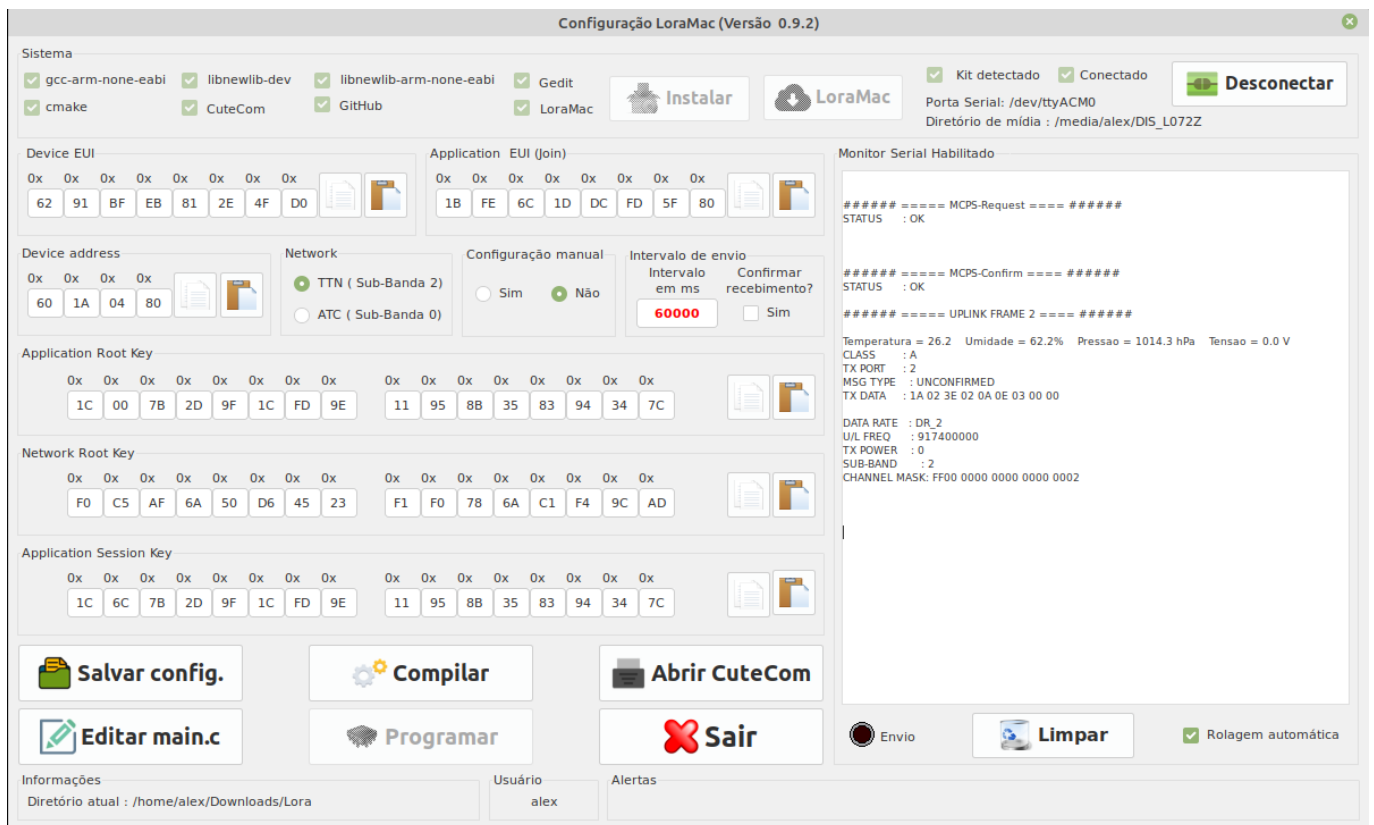 Configuração LoraMac (Versão 0.9.2)
Sistema
gcc-arm-none-eabi libnewlib-dev libnewlib-arm-none-eabi Gedit
cmake CuteCom GitHub LoraMac
Instalar
LoraMac
Kit detectado Conectado
Porta Serial: /dev/ttyACM0
Diretório de mídia : /media/alex/DIS_L072Z
Desconectar
Device EUI
0x 0x 0x 0x 0x 0x 0x 0x
62 91 BF EB 81 2E 4F D0
Application EUI (Join)
0x 0x 0x 0x 0x 0x 0x 0x
1B FE 6C 1D DC FD 5F 80
Device address
0x 0x 0x 0x
60 1A 04 80
Network
TTN ( Sub-Banda 2)
ATC ( Sub-Banda 0)
Configuração manual
Sim Não
Intervalo de envio
Intervalo
em ms
60000
Confirmar
recebimento?
Sim
Application Root Key
0x 0x 0x 0x 0x 0x 0x 0x 0x 0x 0x 0x 0x 0x 0x 0x
1C 00 7B 2D 9F 1C FD 9E 11 95 8B 35 83 94 34 7C
Network Root Key
0x 0x 0x 0x 0x 0x 0x 0x 0x 0x 0x 0x 0x 0x 0x 0x
F0 C5 AF 6A 50 D6 45 23 F1 F0 78 6A C1 F4 9C AD
Application Session Key
0x 0x 0x 0x 0x 0x 0x 0x 0x 0x 0x 0x 0x 0x 0x 0x
1C 6C 7B 2D 9F 1C FD 9E 11 95 8B 35 83 94 34 7C
Salvar config.
Compilar
Abrir CuteCom
Editar main.c
Programar
Sair
Monitor Serial Habilitado
###### ===== MCPS-Request ==== ######
STATUS : OK
###### ===== MCPS-Confirm ==== ######
STATUS : OK
###### ===== UPLINK FRAME 2 ==== ######
Temperatura = 26.2 Umidade = 62.2% Pressao = 1014.3 hPa Tensao = 0.0 V
CLASS : A
TX PORT : 2
MSG TYPE : UNCONFIRMED
TX DATA : 1A 02 3E 02 0A 0E 03 00 00
DATA RATE : DR_2
U/L FREQ : 917400000
TX POWER : 0
SUB-BAND : 2
CHANNEL MASK: FF00 0000 0000 0000 0002
Envio
Limpar
Rolagem automática
Informações
Diretório atual : /home/alex/Downloads/Lora
Usuário
alex
Alertas